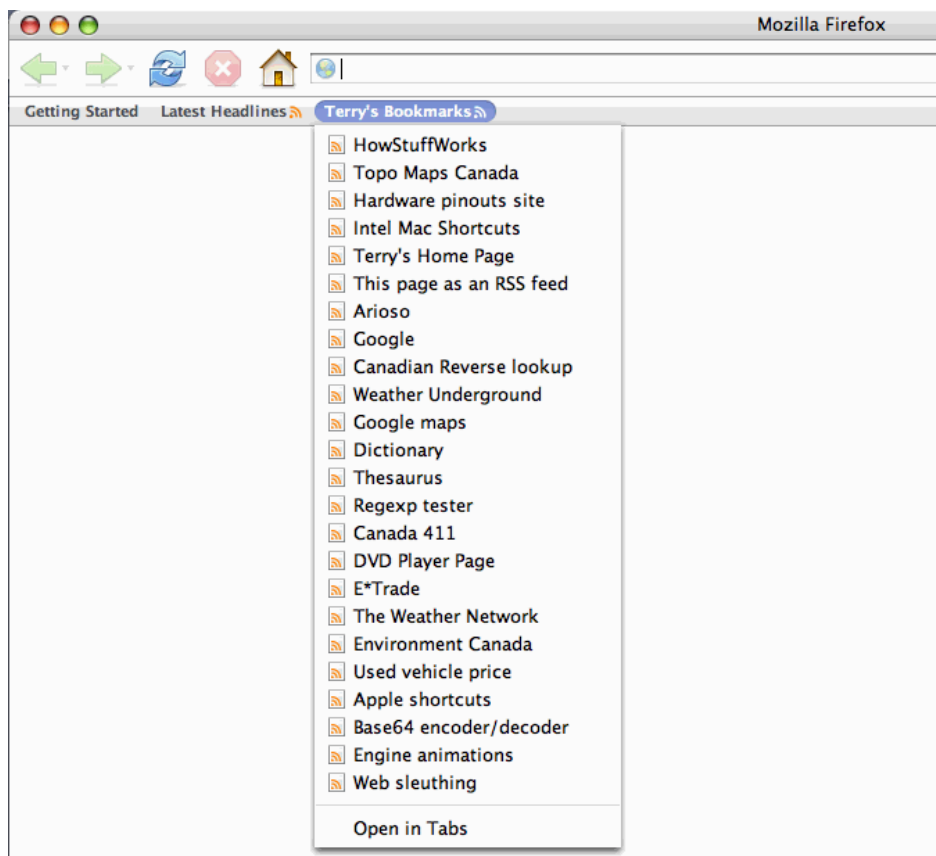 Mozilla Firefox
Getting Started Latest Headlines Terry's Bookmarks
HowStuffWorks
Topo Maps Canada
Hardware pinouts site
Intel Mac Shortcuts
Terry's Home Page
This page as an RSS feed
Arioso
Google
Canadian Reverse lookup
Weather Underground
Google maps
Dictionary
Thesaurus
Regexp tester
Canada 411
DVD Player Page
E*Trade
The Weather Network
Environment Canada
Used vehicle price
Apple shortcuts
Base64 encoder/decoder
Engine animations
Web sleuthing
Open in Tabs